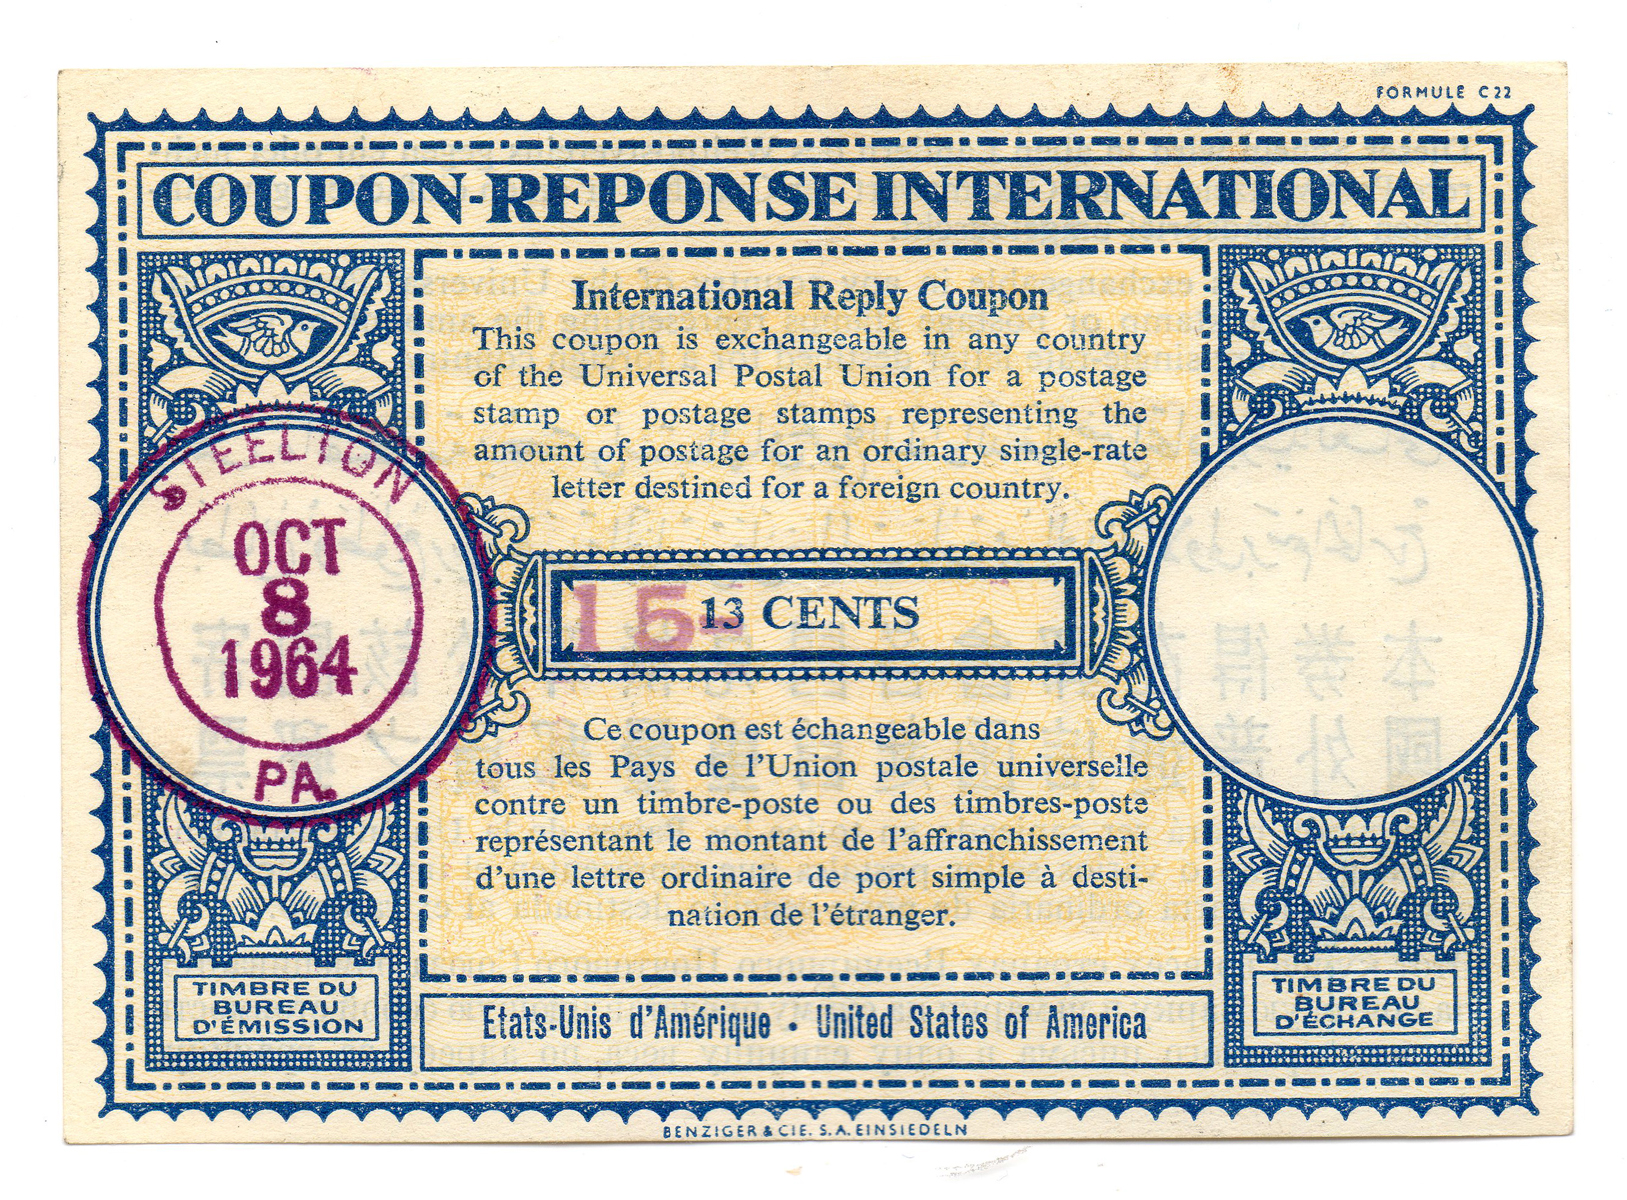 FORMULE C 22
COUPON-REPONSE INTERNATIONAL
International Reply Coupon
This coupon is exchangeable in any country
of the Universal Postal Union for a postage
stamp or postage stamps representing the
amount of postage for an ordinary single-rate
letter destined for a foreign country.
STEELTON
OCT
8
1964
PA.
15-
13 CENTS
Ce coupon est échangeable dans
tous les Pays de l'Union postale universelle
contre un timbre-poste ou des timbres-poste
représentant le montant de l'affranchissement
d'une lettre ordinaire de port simple à desti-
nation de l'étranger.
TIMBRE DU
BUREAU
D'ÉMISSION
Etats-Unis d'Amérique • United States of America
TIMBRE DU
BUREAU
D'ÉCHANGE
BENZIGER & CIE. S.A. EINSIEDELN